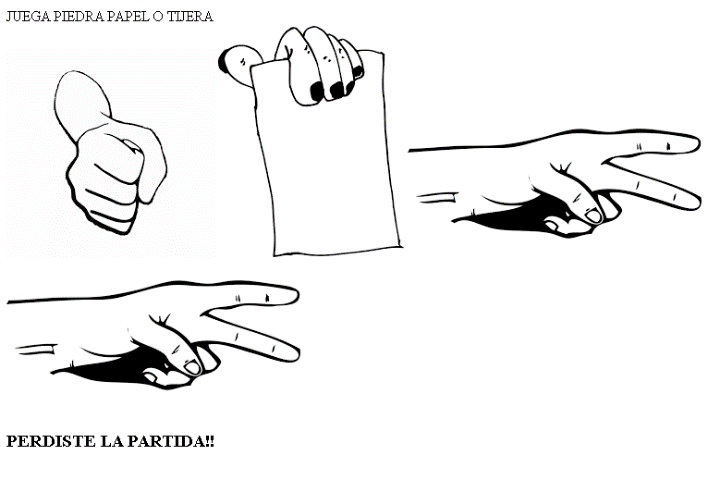 JUEGA PIEDRA PAPEL O TIJERA
PERDISTE LA PARTIDA!!